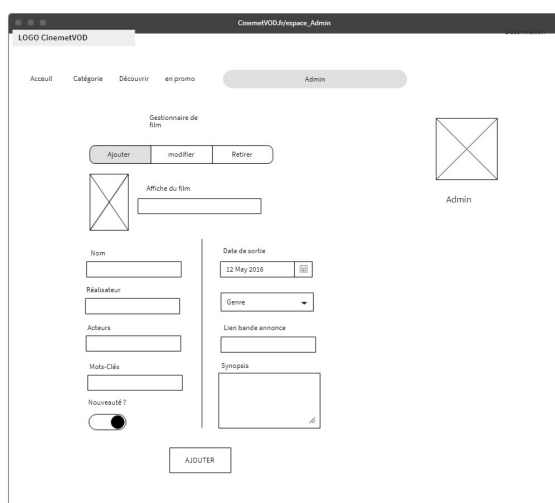 CinemetVOD.fr/espace_Admin
LOGO CinemetVOD
Acceuil Catégorie Découvrir en promo Admin
Gestionnaire de
film
Ajouter modifier Retirer
Affiche du film
Admin
Nom
Date de sortie
12 May 2016
Réalisateur
Genre
Acteurs
Lien bande annonce
Mots-Clés
Synopsis
Nouveauté ?
AJOUTER